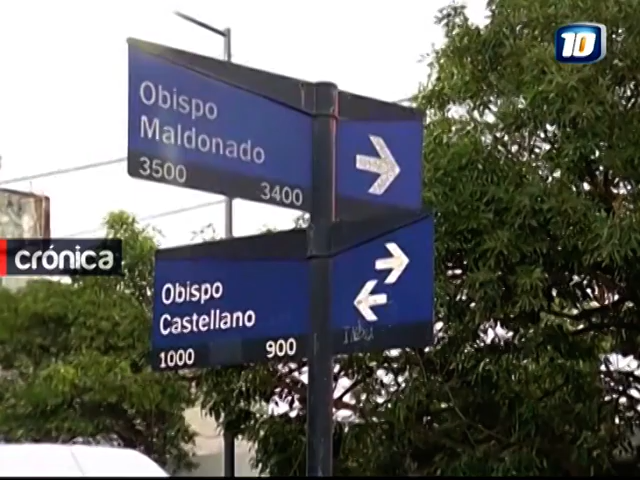 10
Obispo
Maldonado
3500 3400
crónica
Obispo
Castellano
1000 900